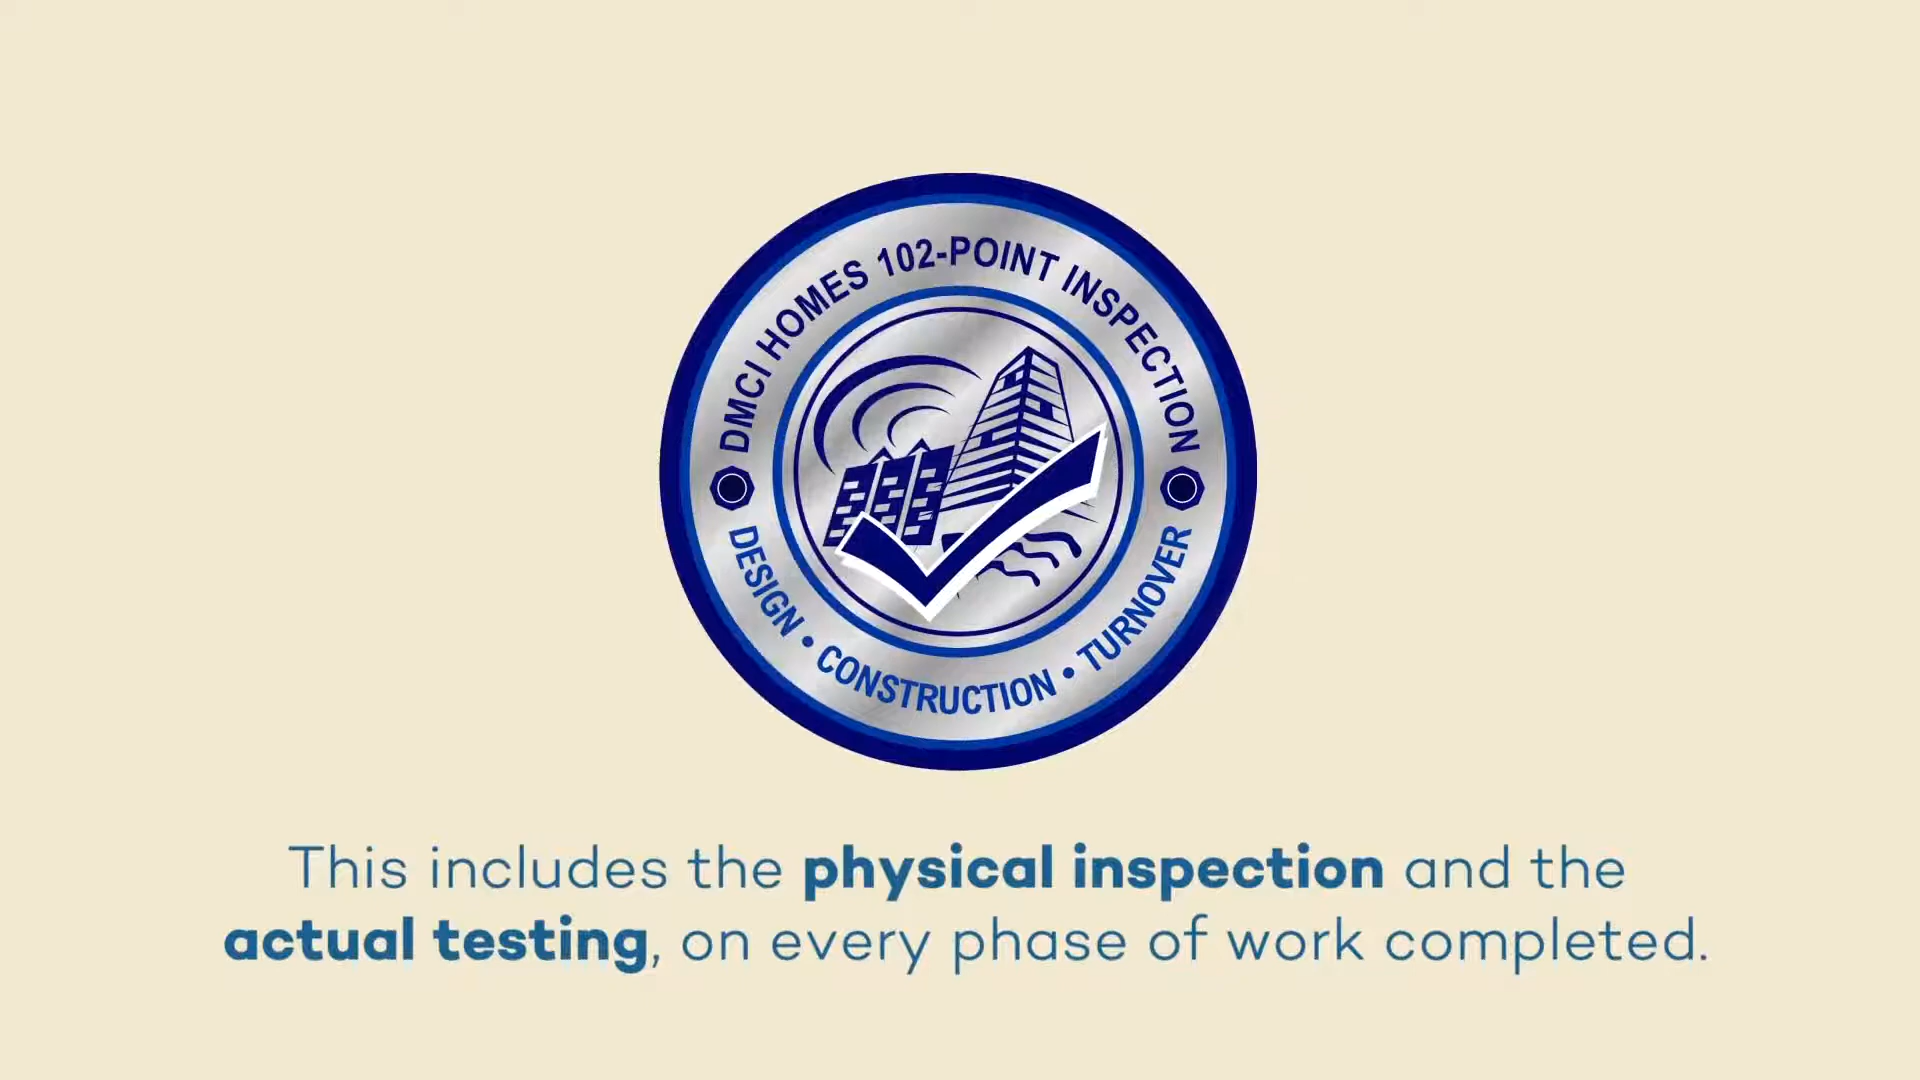 DMCI HOMES 102-POINT INSPECTION
DESIGN • CONSTRUCTION • TURNOVER
This includes the physical inspection and the
actual testing, on every phase of work completed.